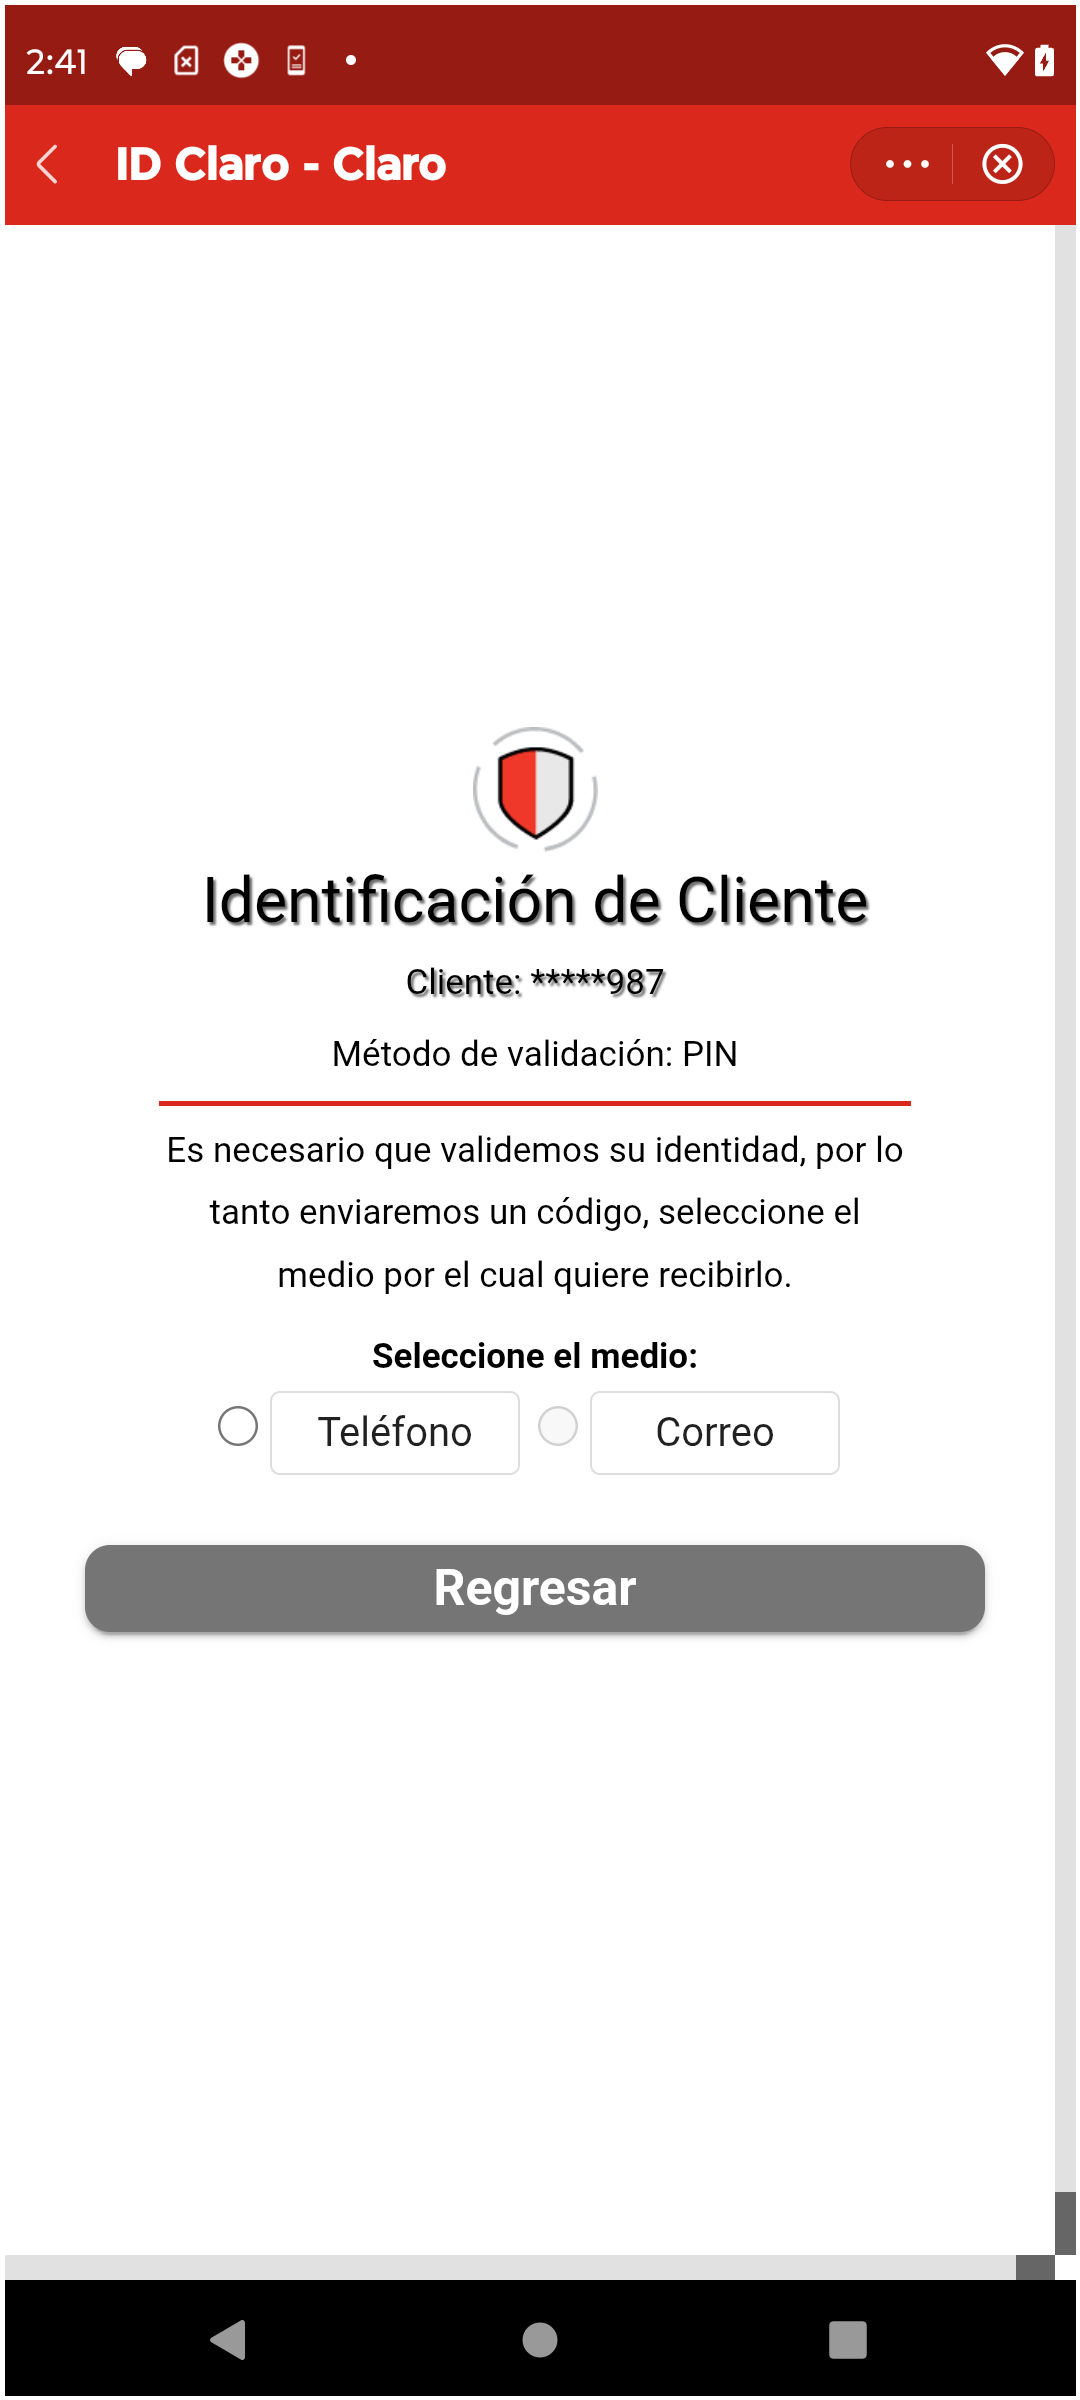 2:41
ID Claro - Claro
Identificación de Cliente
Cliente: *****987
Método de validación: PIN
Es necesario que validemos su identidad, por lo
tanto enviaremos un código, seleccione el
medio por el cual quiere recibirlo.
Seleccione el medio:
Teléfono Correo
Regresar